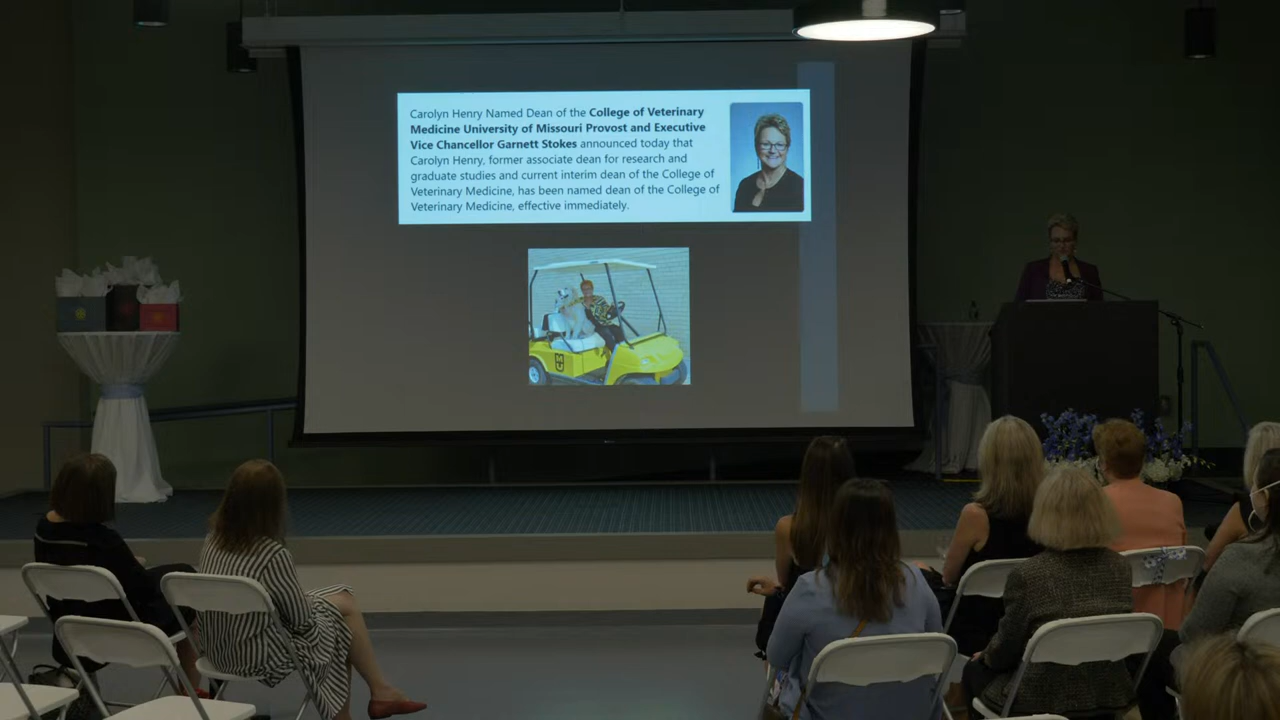 Carolyn Henry Named Dean of the College of Veterinary
Medicine University of Missouri Provost and Executive
Vice Chancellor Garnett Stokes announced today that
Carolyn Henry, former associate dean for research and
graduate studies and current interim dean of the College of
Veterinary Medicine, has been named dean of the College of
Veterinary Medicine, effective immediately.
MU